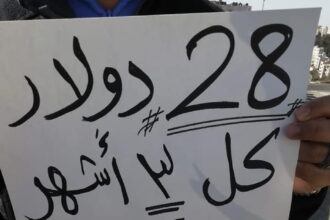 #28# دولار
كل ٣ أشهر